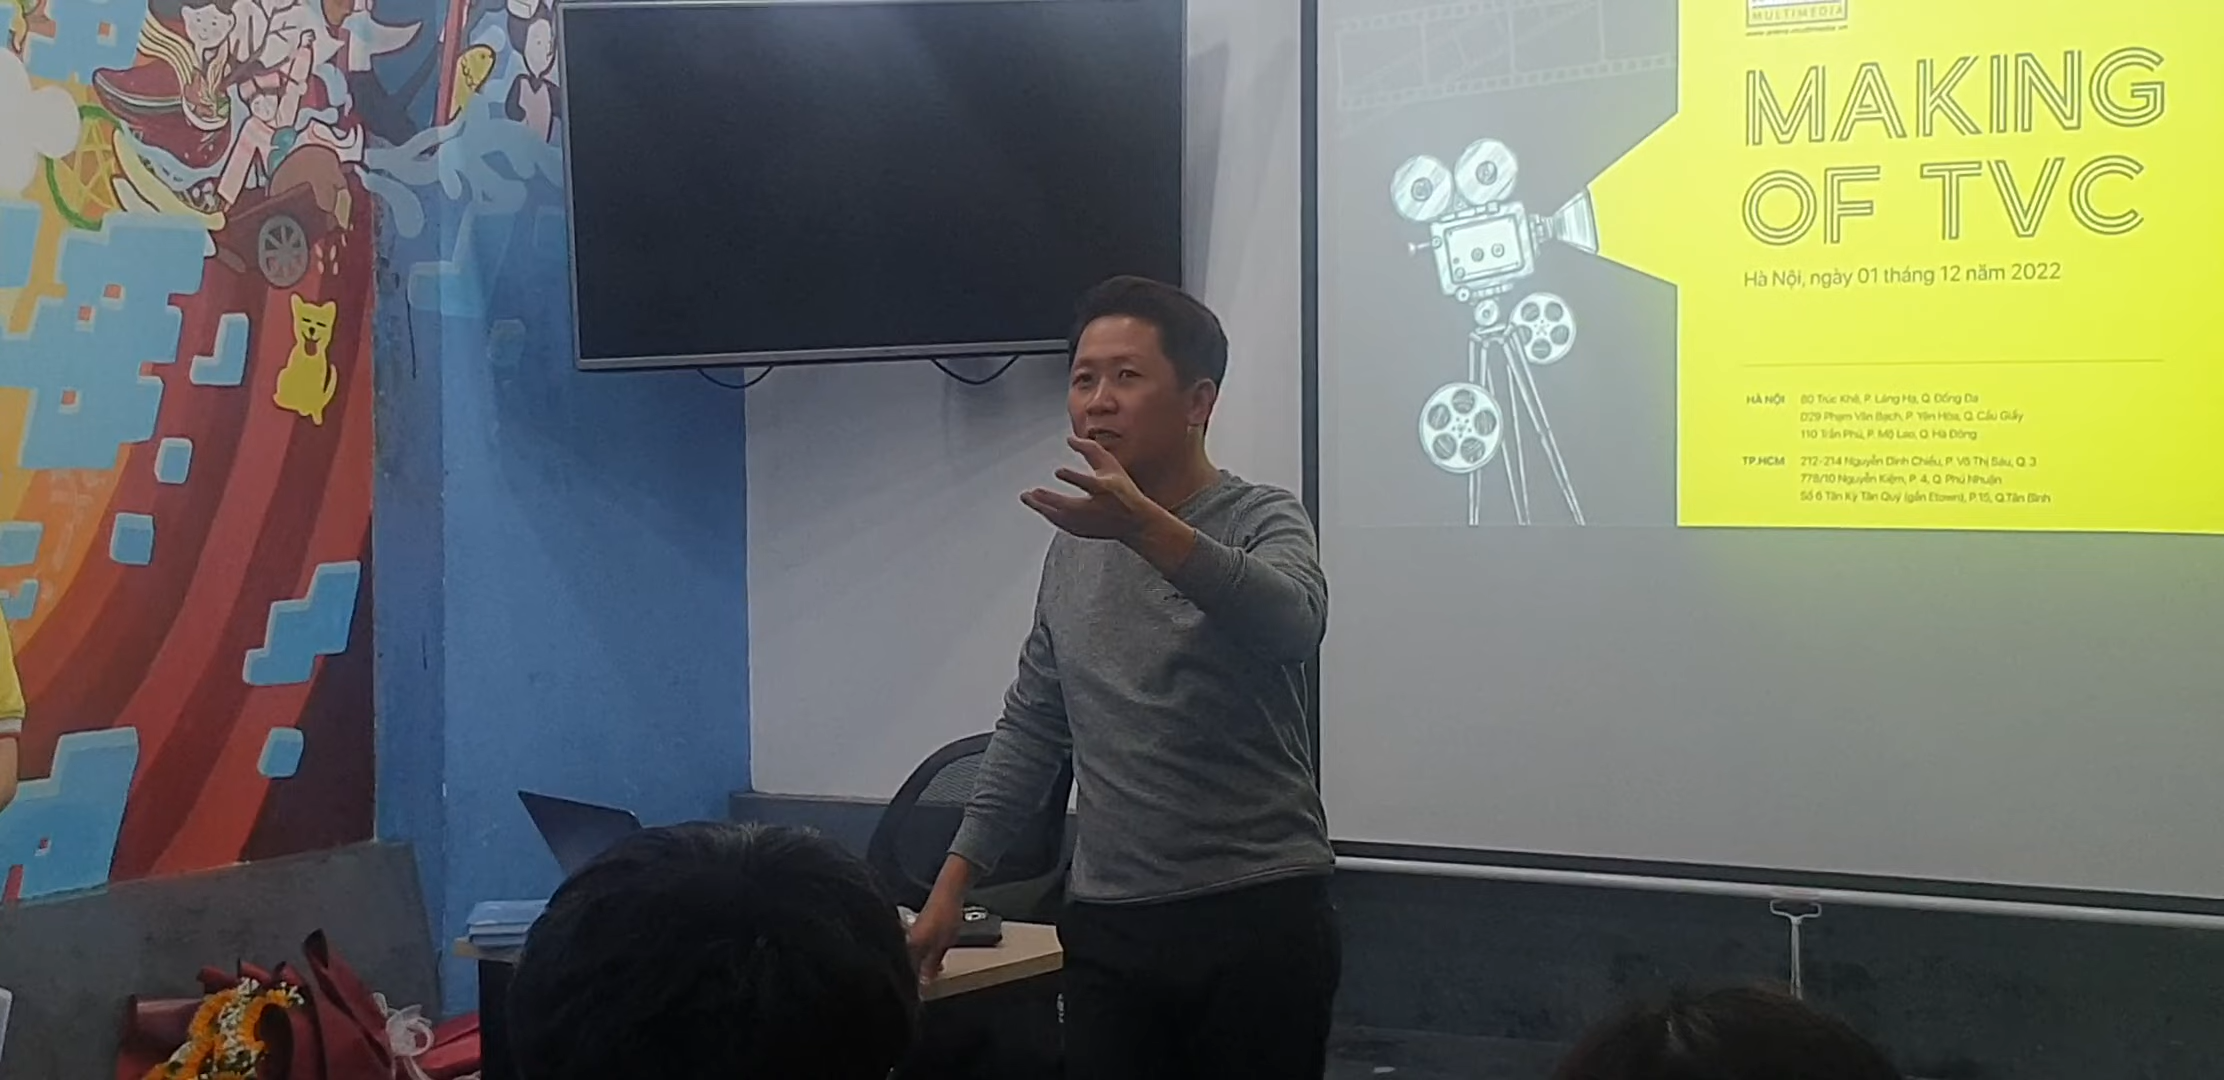 MULTIMEDIA
MAKING
OF TVC
Hà Nội, ngày 01 tháng 12 năm 2022
HÀ NỘI 80 Trúc Khê, P. Láng Hạ, Q. Đống Đa
D29 Phạm Văn Bạch, P. Yên Hòa, Q. Cầu Giấy
110 Trần Phú, P. Mộ Lao, Q. Hà Đông
TP.HCM 212-214 Nguyễn Đình Chiểu, P. Võ Thị Sáu, Q. 3
778/10 Nguyễn Kiệm, P. 4, Q. Phú Nhuận
Số 6 Tân Kỳ Tân Quý (gần Etown), P.15, Q.Tân Bình